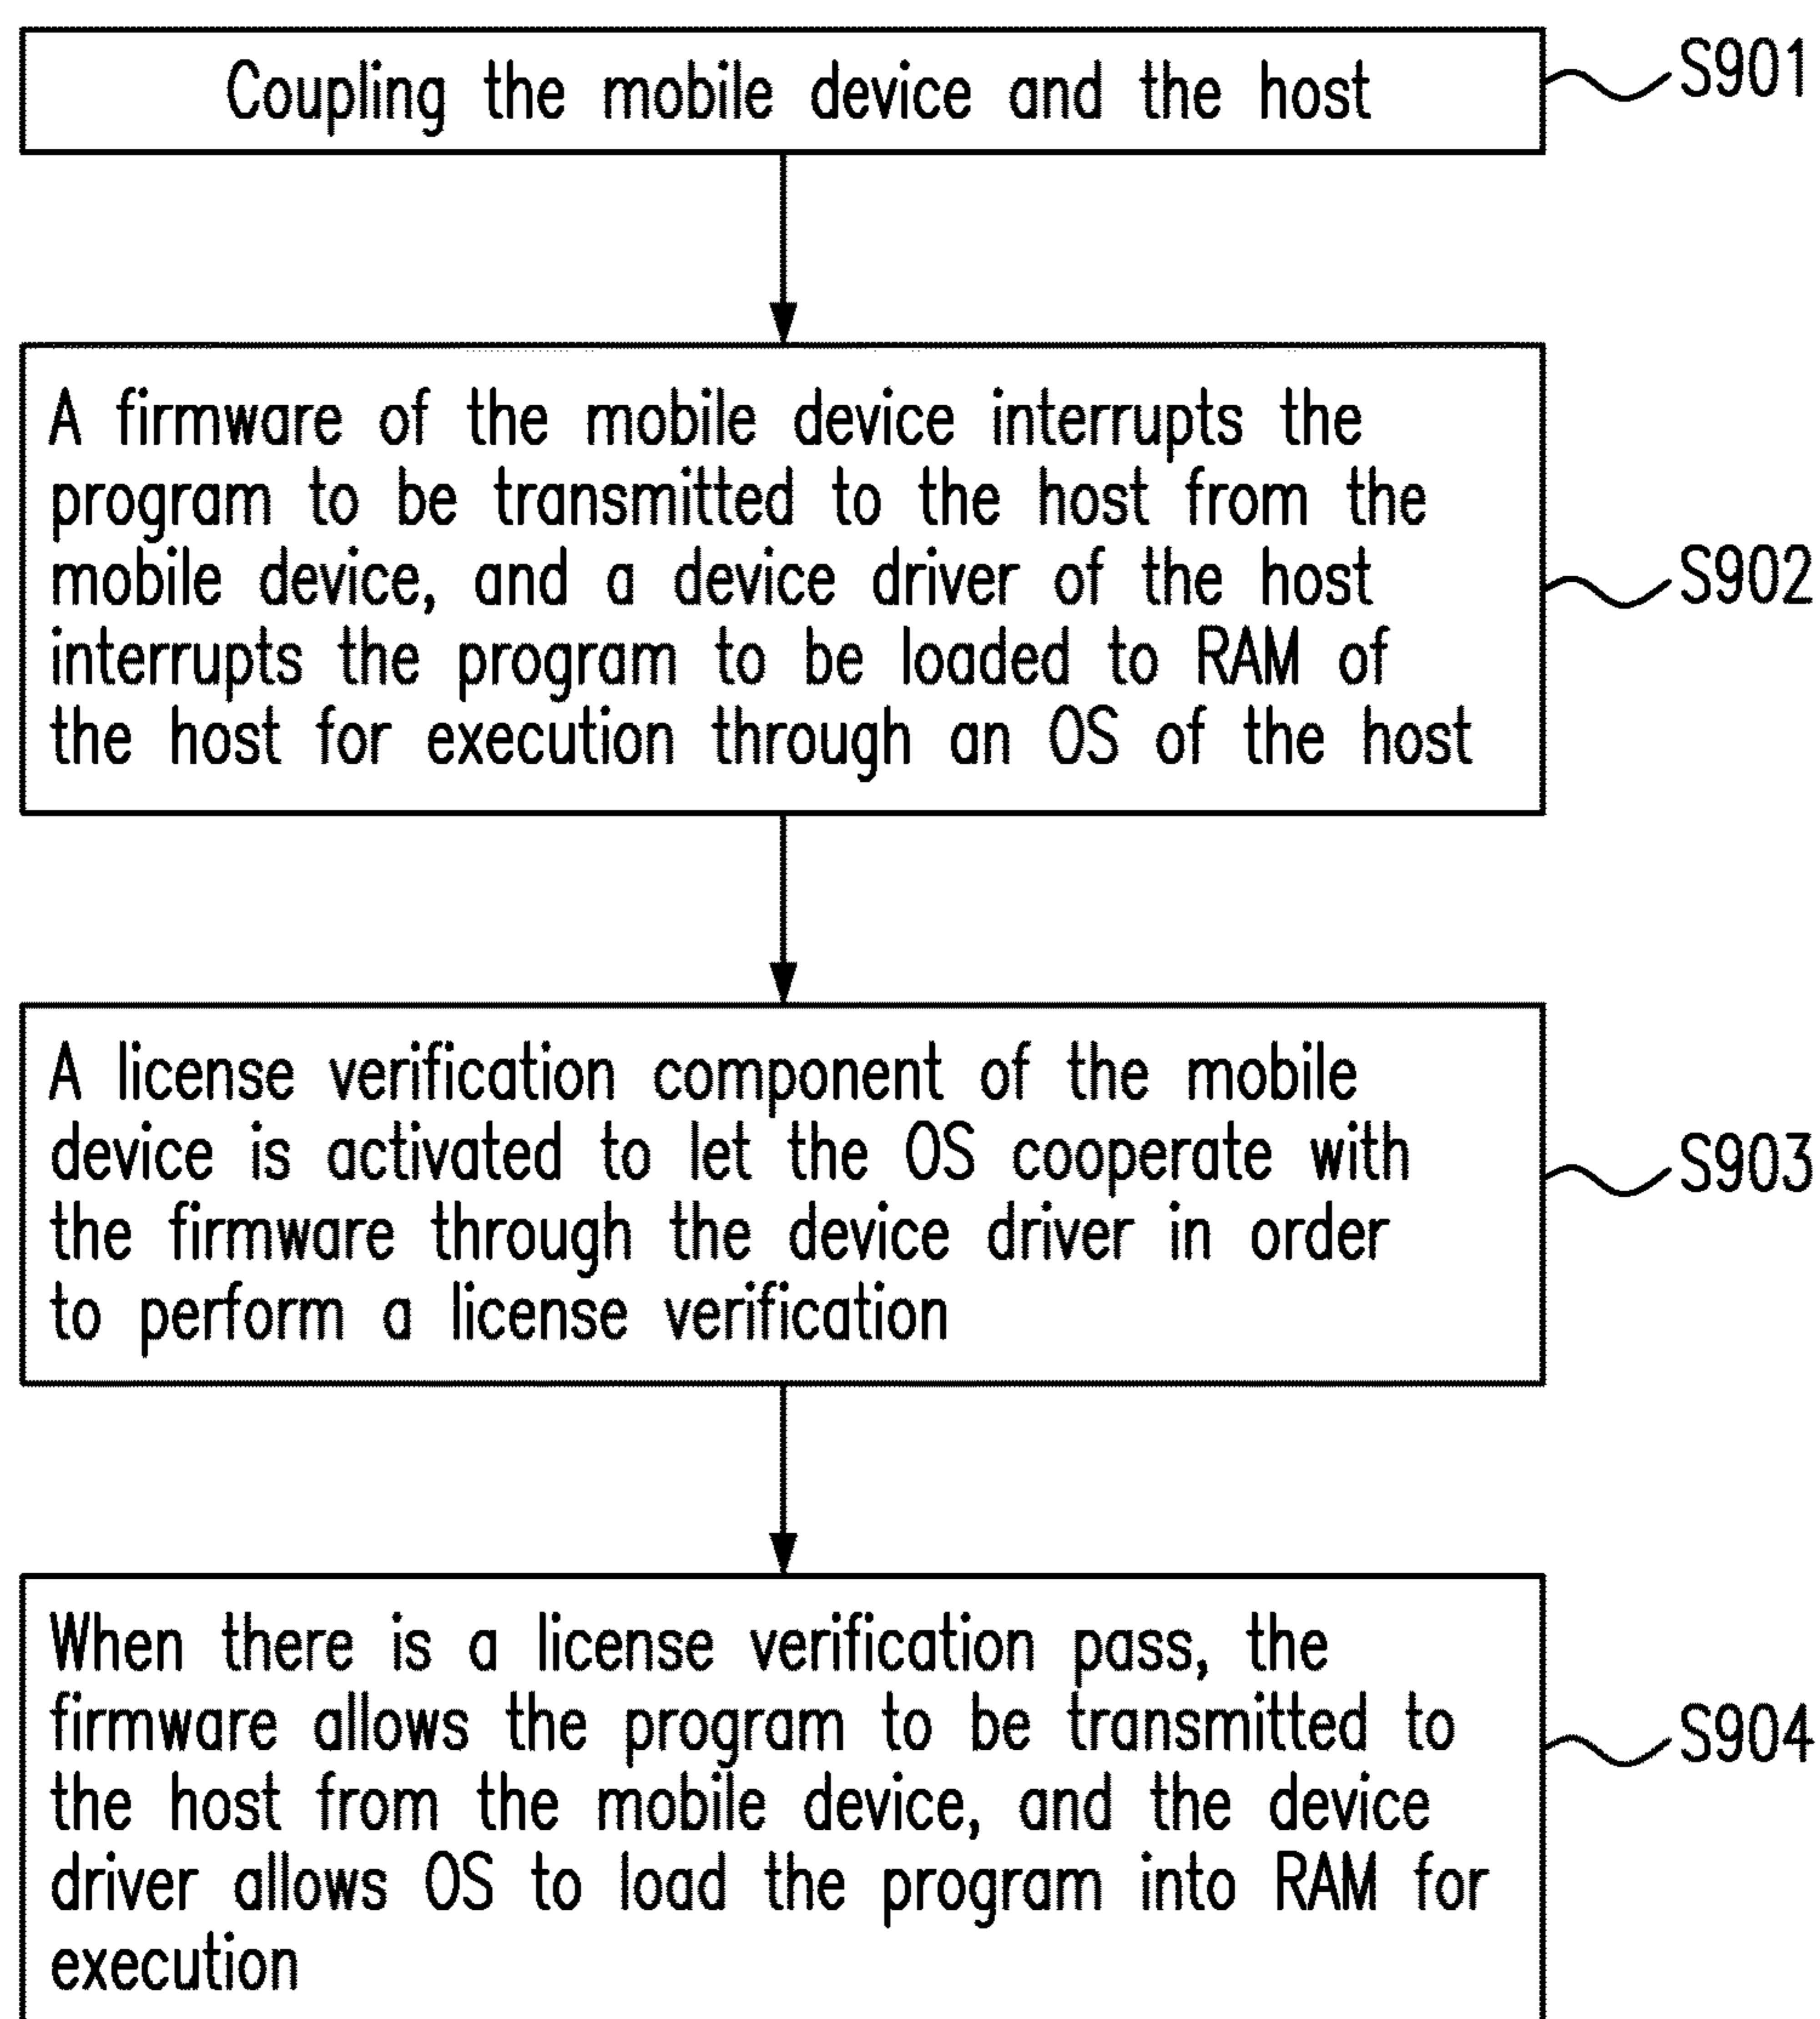 Coupling the mobile device and the host
S901
A firmware of the mobile device interrupts the
program to be transmitted to the host from the
mobile device, and a device driver of the host
interrupts the program to be loaded to RAM of
the host for execution through an OS of the host
S902
A license verification component of the mobile
device is activated to let the OS cooperate with
the firmware through the device driver in order
to perform a license verification
S903
When there is a license verification pass, the
firmware allows the program to be transmitted to
the host from the mobile device, and the device
driver allows OS to load the program into RAM for
execution
S904